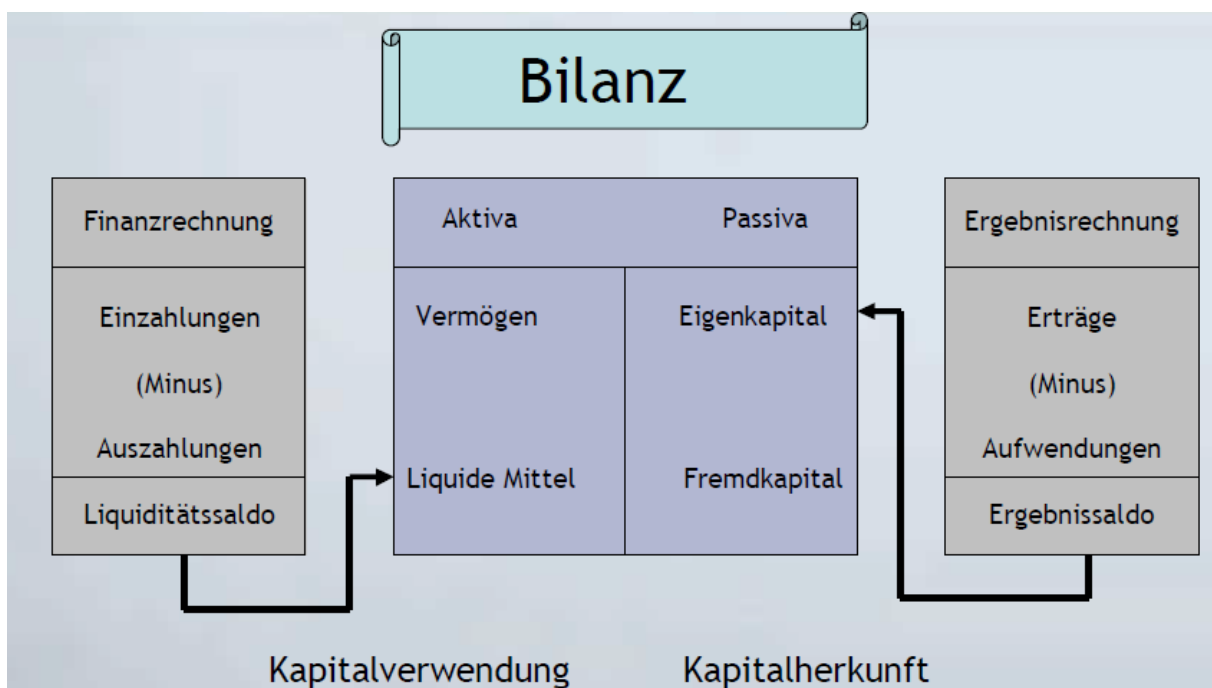 Bilanz
Finanzrechnung
Einzahlungen
(Minus)
Auszahlungen
Liquiditätssaldo
Aktiva Passiva
Vermögen Eigenkapital
Liquide Mittel Fremdkapital
Ergebnisrechnung
Erträge
(Minus)
Aufwendungen
Ergebnissaldo
Kapitalverwendung Kapitalherkunft